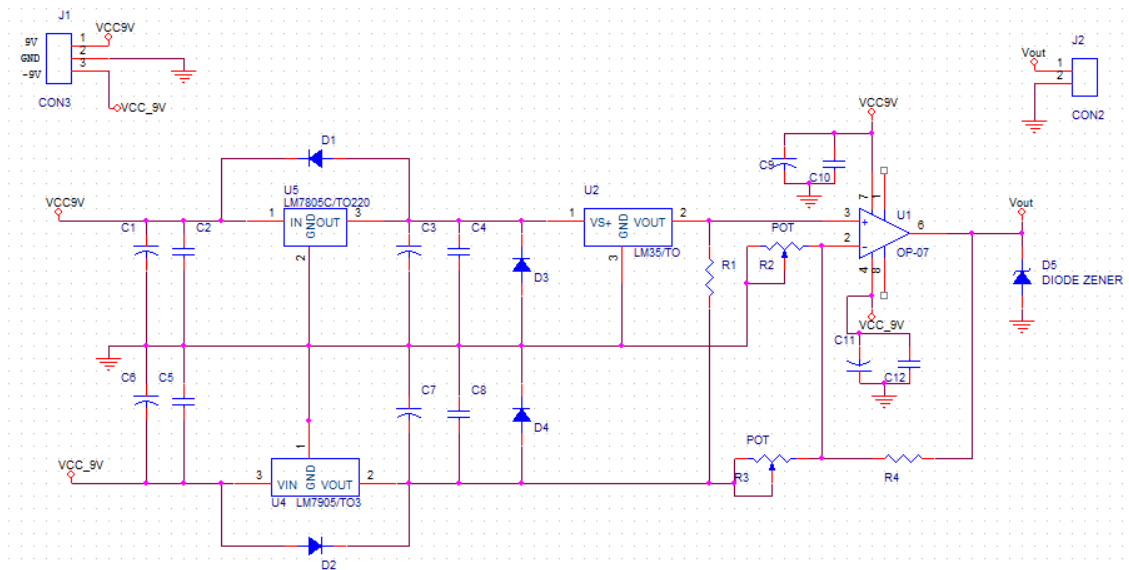 J1
VCC9V
9V
1
GND
2
-9V
3
CON3
VCC_9V
J2
Vout
1
2
CON2
VCC9V
D1
C9
C10
U5
LM7805C/TO220
U2
7
1
VCC9V
C1
C2
1
IN
GND
OUT
3
C3
C4
1
VS+
GND
VOUT
2
POT
3
+
U1
6
Vout
2
LM35/TO
3
R1
R2
2
-
OP-07
D3
4
8
D5
DIODE ZENER
VCC_9V
C11
C12
C6
C5
C7
C8
D4
1
POT
VCC_9V
3
VIN
GND
VOUT
2
R3
R4
U4
LM7905/TO3
D2